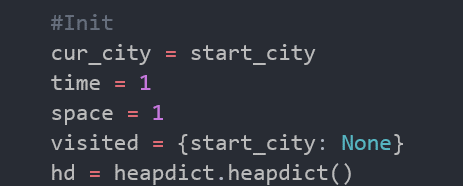 #Init
cur_city = start_city
time = 1
space = 1
visited = {start_city: None}
hd = heapdict.heapdict()